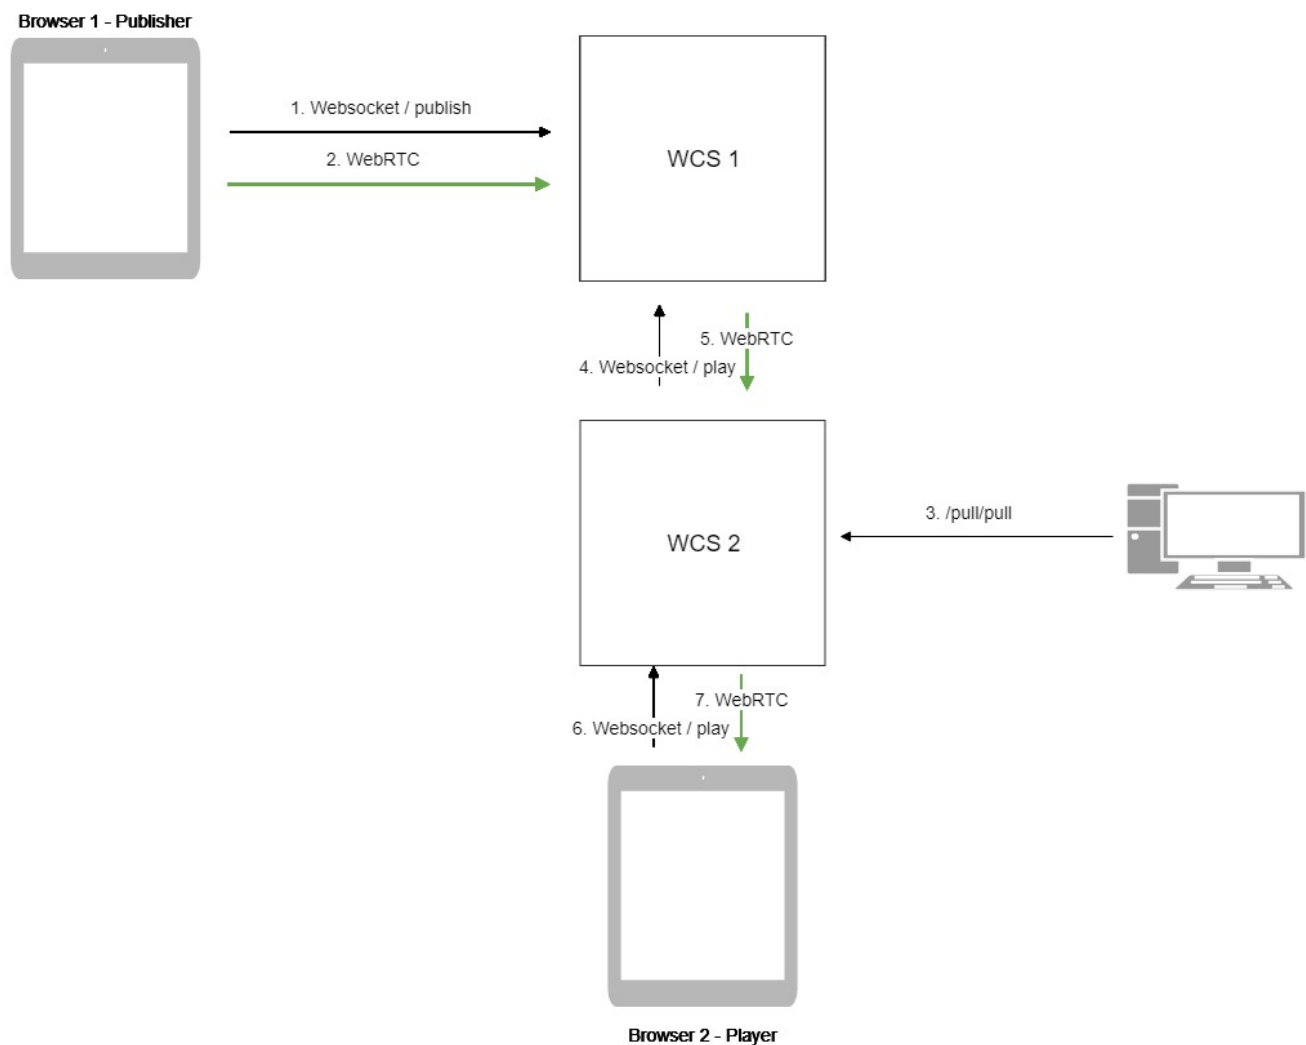 Browser 1 - Publisher
1. Websocket / publish
2. WebRTC
WCS 1
5. WebRTC
4. Websocket / play
3. /pull/pull
WCS 2
7. WebRTC
6. Websocket / play
Browser 2 - Player